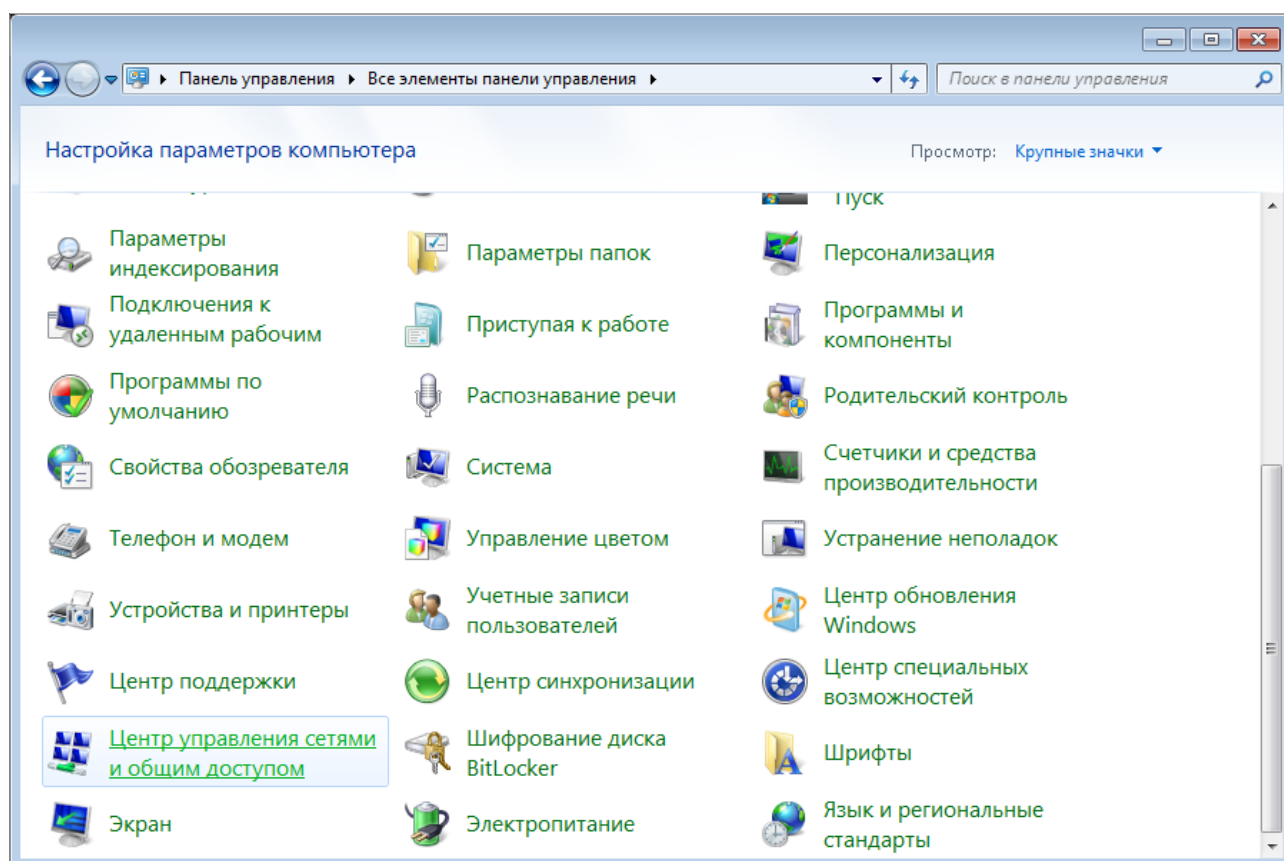 Панель управления
Все элементы панели управления
Поиск в панели управления
Настройка параметров компьютера
Просмотр: Крупные значки
Пуск
Параметры
индексирования
Параметры папок
Персонализация
Подключения к
удаленным рабочим
Приступая к работе
Программы и
компоненты
Программы по
умолчанию
Распознавание речи
Родительский контроль
Свойства обозревателя
Система
Счетчики и средства
производительности
Телефон и модем
Управление цветом
Устранение неполадок
Устройства и принтеры
Учетные записи
пользователей
Центр обновления
Windows
Центр поддержки
Центр синхронизации
Центр специальных
возможностей
Центр управления сетями
и общим доступом
Шифрование диска
BitLocker
Шрифты
Экран
Электропитание
Язык и региональные
стандарты